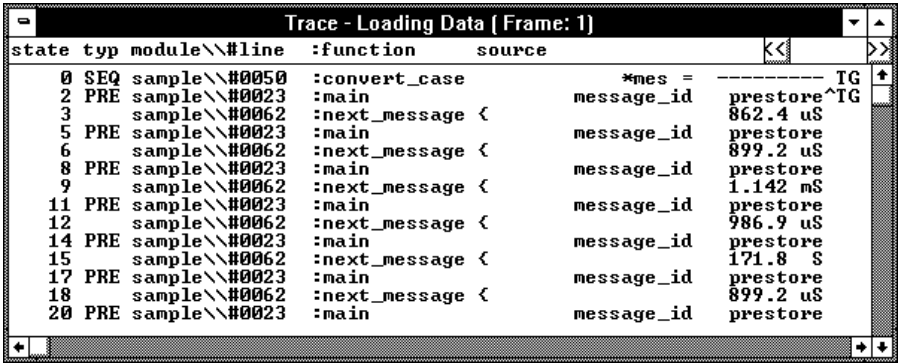 Trace - Loading Data ( Frame: 1)
state typ module\\#line :function source << >>
0 SEQ sample\\#0050 :convert_case *mes = --------- TG
2 PRE sample\\#0023 :main message_id prestore^TG
3 sample\\#0062 :next_message { 862.4 uS
5 PRE sample\\#0023 :main message_id prestore
6 sample\\#0062 :next_message { 899.2 uS
8 PRE sample\\#0023 :main message_id prestore
9 sample\\#0062 :next_message { 1.142 mS
11 PRE sample\\#0023 :main message_id prestore
12 sample\\#0062 :next_message { 986.9 uS
14 PRE sample\\#0023 :main message_id prestore
15 sample\\#0062 :next_message { 171.8 S
17 PRE sample\\#0023 :main message_id prestore
18 sample\\#0062 :next_message { 899.2 uS
20 PRE sample\\#0023 :main message_id prestore